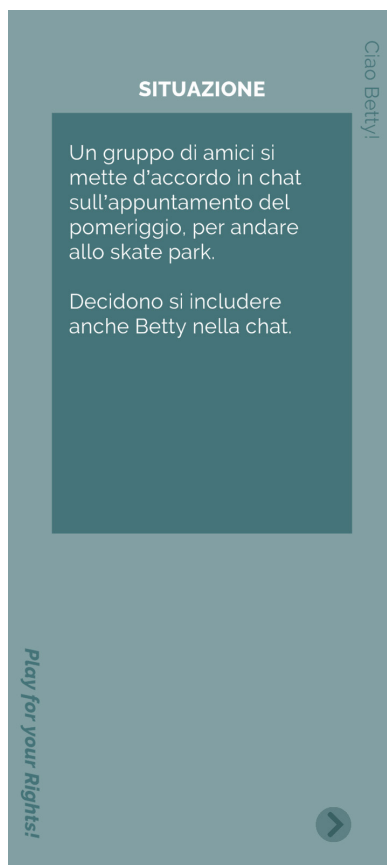 Ciao Betty!
SITUAZIONE
Un gruppo di amici si
mette d'accordo in chat
sull'appuntamento del
pomeriggio, per andare
allo skate park.
Decidono si includere
anche Betty nella chat.
Play for your Rights!